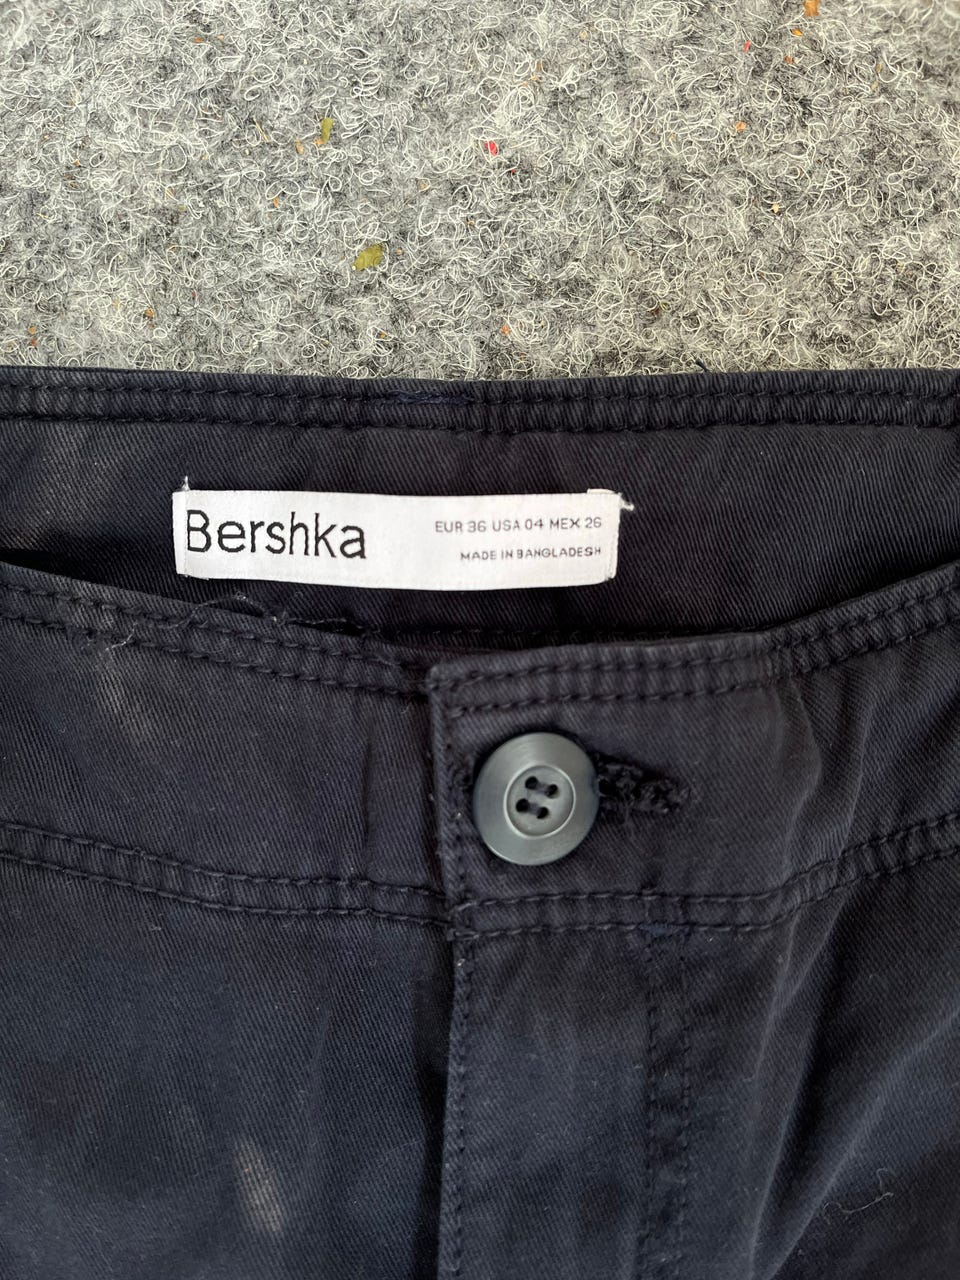 Bershka
EUR 36 USA 04 MEX 26
MADE IN BANGLADESH